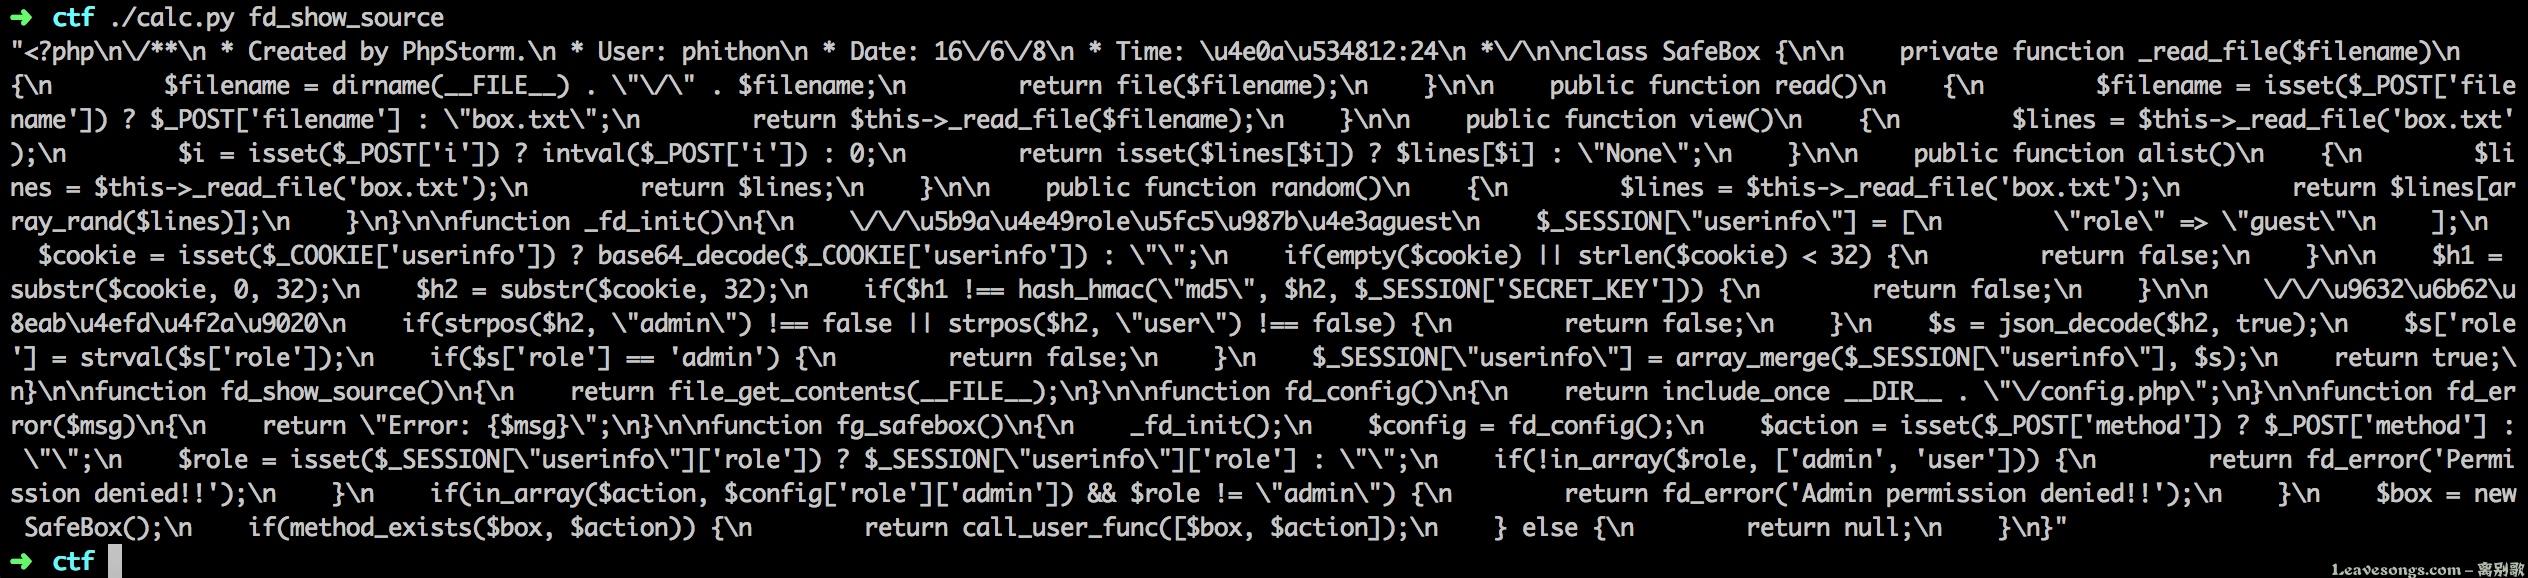 ➜ ctf ./calc.py fd_show_source
"<?php\n\/**\n * Created by PhpStorm.\n * User: phithon\n * Date: 16\/6\/8\n * Time: \u4e0a\u534812:24\n *\/\n\nclass SafeBox {\n\n    private function _read_file($filename)\n
{\n        $filename = dirname(__FILE__) . \"\/\" . $filename;\n        return file($filename);\n    }\n\n    public function read()\n    {\n        $filename = isset($_POST['file
name']) ? $_POST['filename'] : \"box.txt\";\n        return $this->_read_file($filename);\n    }\n\n    public function view()\n    {\n        $lines = $this->_read_file('box.txt'
);\n        $i = isset($_POST['i']) ? intval($_POST['i']) : 0;\n        return isset($lines[$i]) ? $lines[$i] : \"None\";\n    }\n\n    public function alist()\n    {\n        $li
nes = $this->_read_file('box.txt');\n        return $lines;\n    }\n\n    public function random()\n    {\n        $lines = $this->_read_file('box.txt');\n        return $lines[ar
ray_rand($lines)];\n    }\n}\n\nfunction _fd_init()\n{\n    \/\/\u5b9a\u4e49role\u5fc5\u987b\u4e3aguest\n    $_SESSION[\"userinfo\"] = [\n        \"role\" => \"guest\"\n    ];\n
  $cookie = isset($_COOKIE['userinfo']) ? base64_decode($_COOKIE['userinfo']) : \"\";\n    if(empty($cookie) || strlen($cookie) < 32) {\n        return false;\n    }\n\n    $h1 =
substr($cookie, 0, 32);\n    $h2 = substr($cookie, 32);\n    if($h1 !== hash_hmac(\"md5\", $h2, $_SESSION['SECRET_KEY'])) {\n        return false;\n    }\n\n    \/\/\u9632\u6b62\u
8eab\u4efd\u4f2a\u9020\n    if(strpos($h2, \"admin\") !== false || strpos($h2, \"user\") !== false) {\n        return false;\n    }\n    $s = json_decode($h2, true);\n    $s['role
'] = strval($s['role']);\n    if($s['role'] == 'admin') {\n        return false;\n    }\n    $_SESSION[\"userinfo\"] = array_merge($_SESSION[\"userinfo\"], $s);\n    return true;\
n}\n\nfunction fd_show_source()\n{\n    return file_get_contents(__FILE__);\n}\n\nfunction fd_config()\n{\n    return include_once __DIR__ . \"\/config.php\";\n}\n\nfunction fd_er
ror($msg)\n{\n    return \"Error: {$msg}\";\n}\n\nfunction fg_safebox()\n{\n    _fd_init();\n    $config = fd_config();\n    $action = isset($_POST['method']) ? $_POST['method'] :
 \"\";\n    $role = isset($_SESSION[\"userinfo\"]['role']) ? $_SESSION[\"userinfo\"]['role'] : \"\";\n    if(!in_array($role, ['admin', 'user'])) {\n        return fd_error('Permi
ssion denied!!');\n    }\n    if(in_array($action, $config['role']['admin']) && $role != \"admin\") {\n        return fd_error('Admin permission denied!!');\n    }\n    $box = new
 SafeBox();\n    if(method_exists($box, $action)) {\n        return call_user_func([$box, $action]);\n    } else {\n        return null;\n    }\n}"
➜ ctf
Leavesongs.com – 离别歌